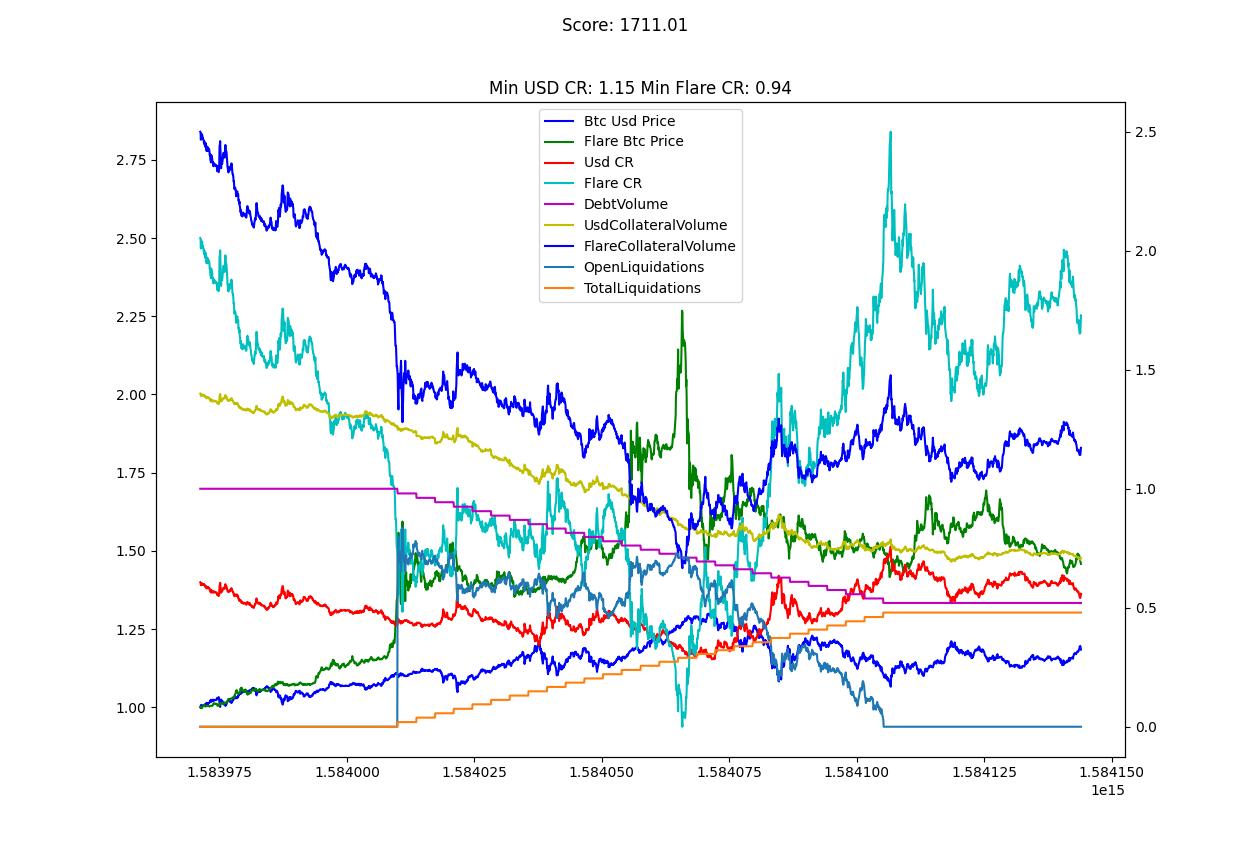 Score: 1711.01
Min USD CR: 1.15 Min Flare CR: 0.94
Btc Usd Price
Flare Btc Price
Usd CR
Flare CR
DebtVolume
UsdCollateralVolume
FlareCollateralVolume
OpenLiquidations
TotalLiquidations
2.75
2.50
2.25
2.00
1.75
1.50
1.25
1.00
2.5
2.0
1.5
1.0
0.5
0.0
1.583975
1.584000
1.584025
1.584050
1.584075
1.584100
1.584125
1.584150
1e15